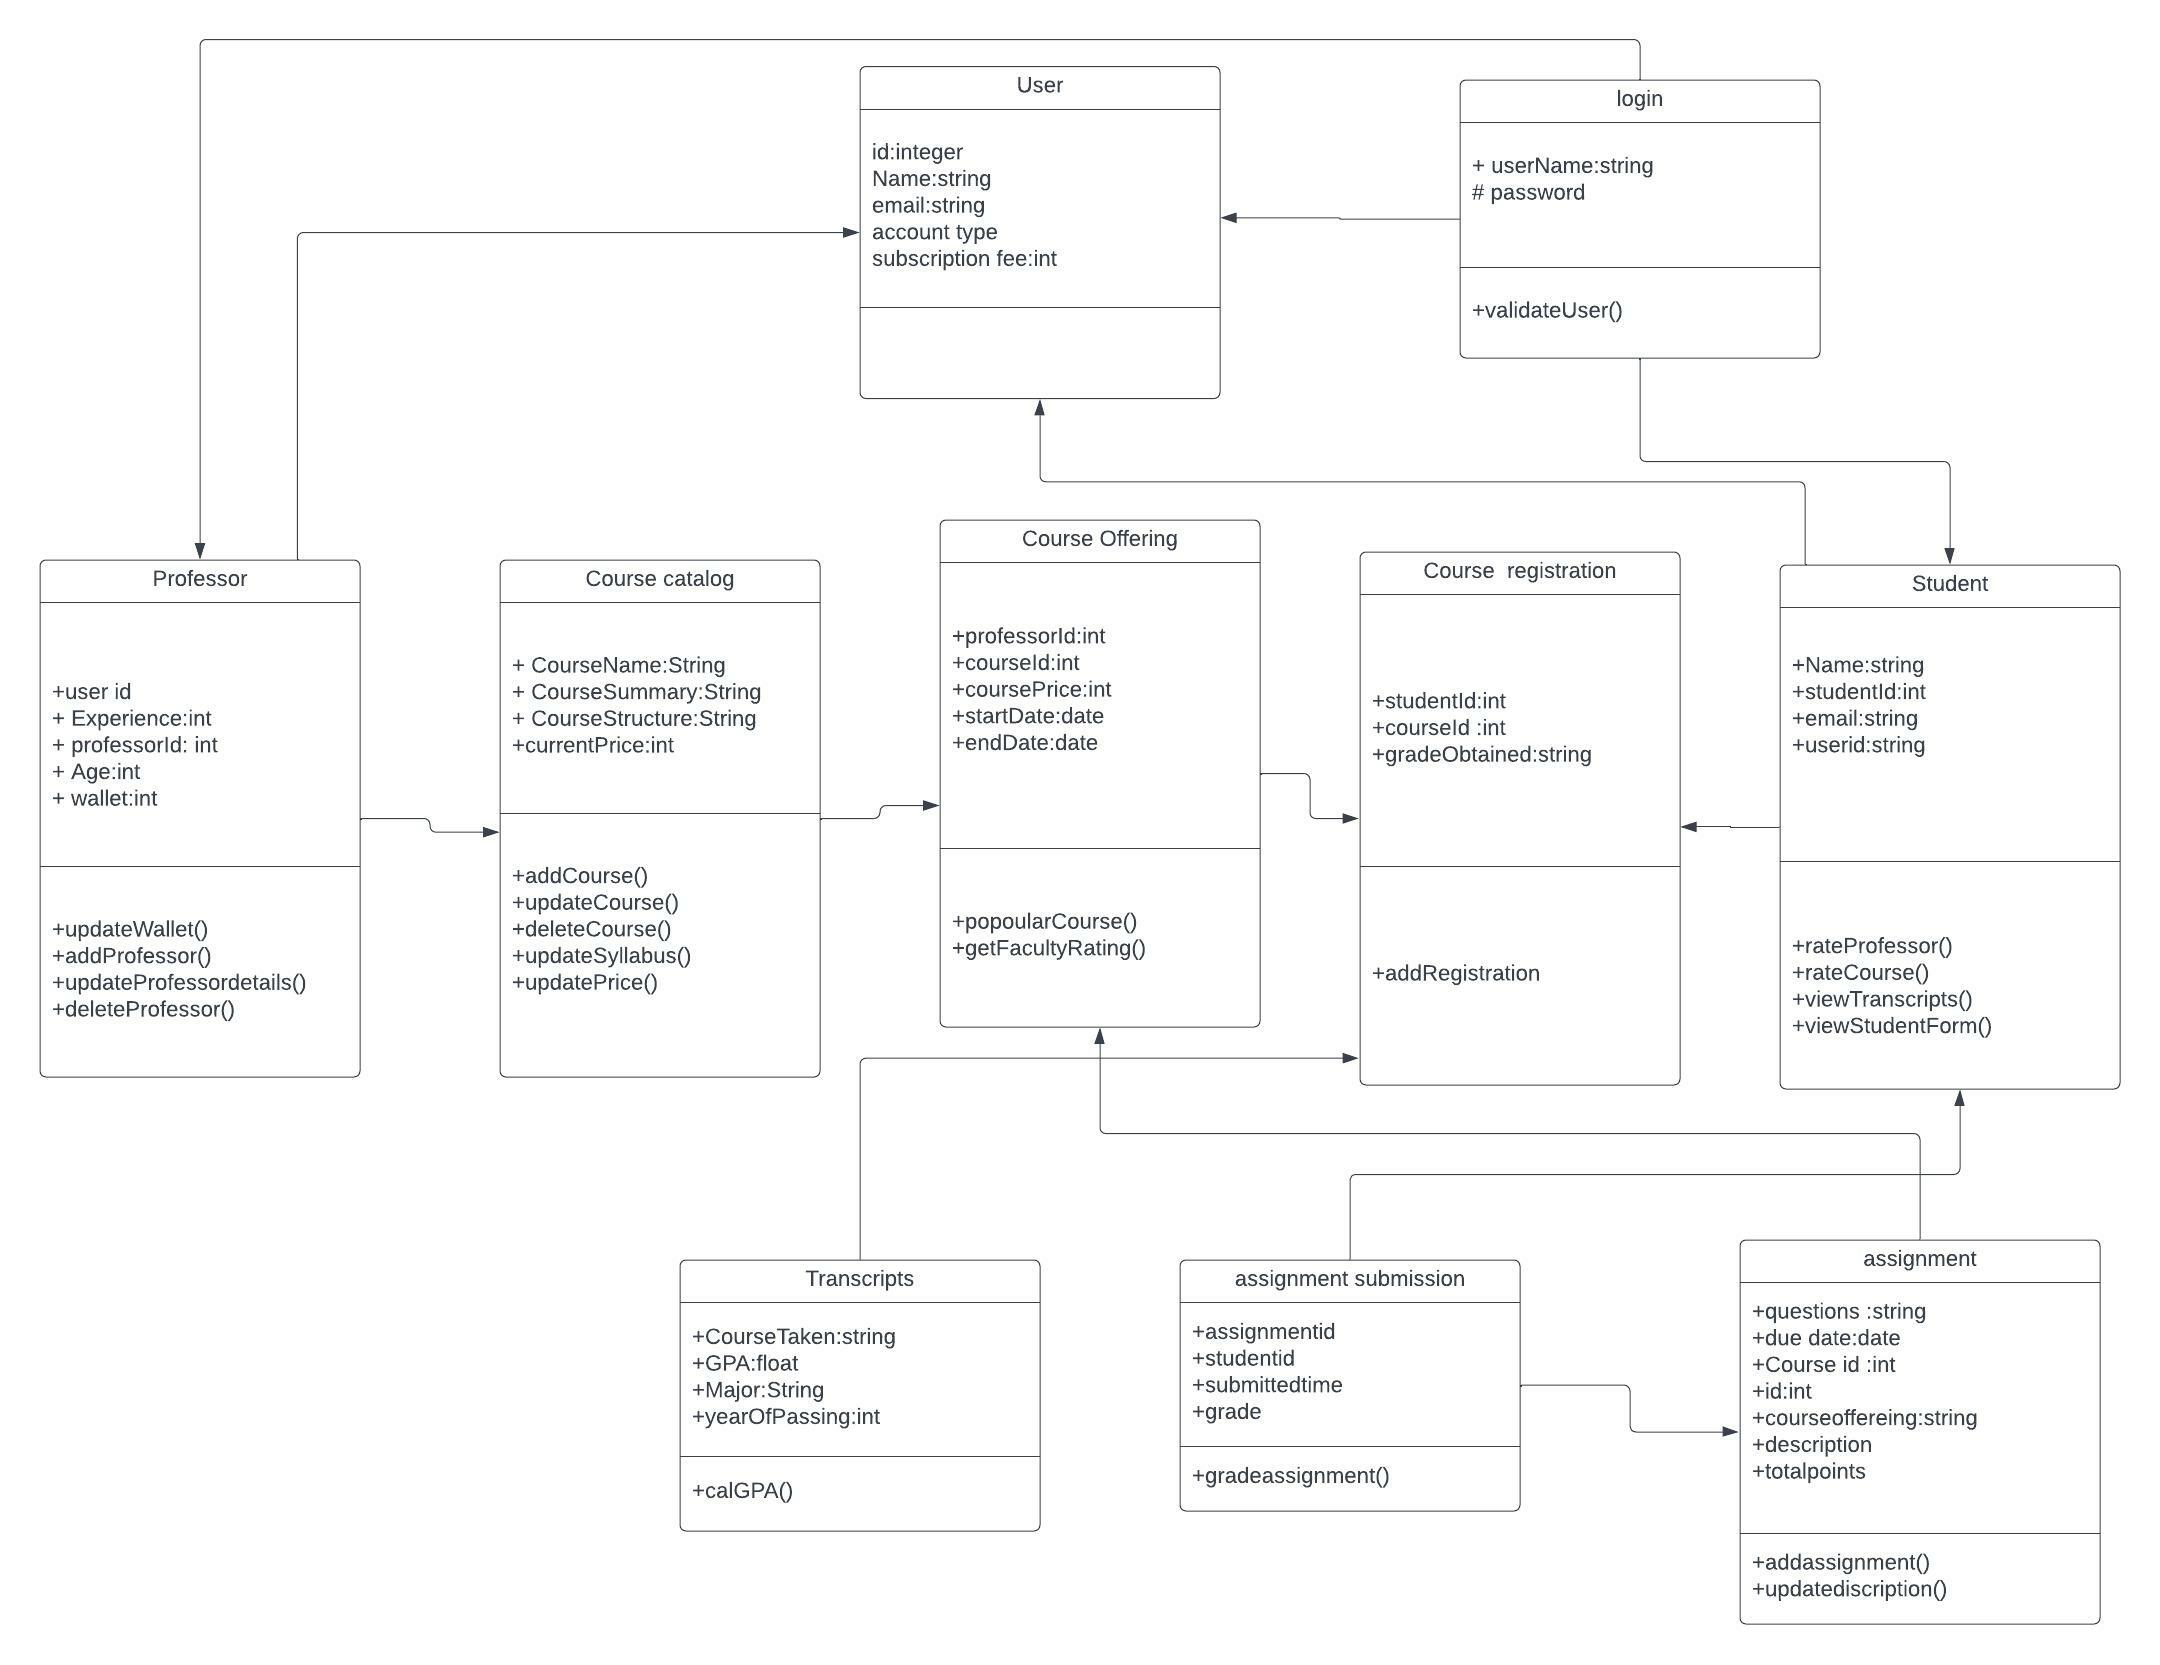 User
id:integer
Name:string
email:string
account type
subscription fee:int
login
+ userName:string
# password
+validateUser()
Professor
+user id
+ Experience:int
+ professorId: int
+ Age:int
+ wallet:int
+updateWallet()
+addProfessor()
+updateProfessordetails()
+deleteProfessor()
Course catalog
+ CourseName:String
+ CourseSummary:String
+ CourseStructure:String
+currentPrice:int
+addCourse()
+updateCourse()
+deleteCourse()
+updateSyllabus()
+updatePrice()
Course Offering
+professorId:int
+courseId:int
+coursePrice:int
+startDate:date
+endDate:date
+popoularCourse()
+getFacultyRating()
Course  registration
+studentId:int
+courseId :int
+gradeObtained:string
+addRegistration
Student
+Name:string
+studentId:int
+email:string
+userid:string
+rateProfessor()
+rateCourse()
+viewTranscripts()
+viewStudentForm()
Transcripts
+CourseTaken:string
+GPA:float
+Major:String
+yearOfPassing:int
+calGPA()
assignment submission
+assignmentid
+studentid
+submittedtime
+grade
+gradeassignment()
assignment
+questions :string
+due date:date
+Course id :int
+id:int
+courseoffereing:string
+description
+totalpoints
+addassignment()
+updatediscription()